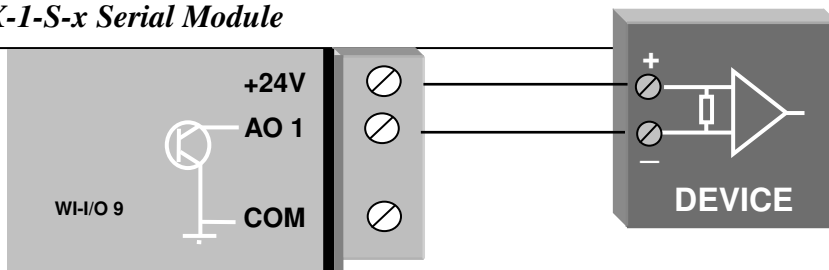 -1-S-x Serial Module
+24V
AO 1
WI-I/O 9
COM
+
–
DEVICE